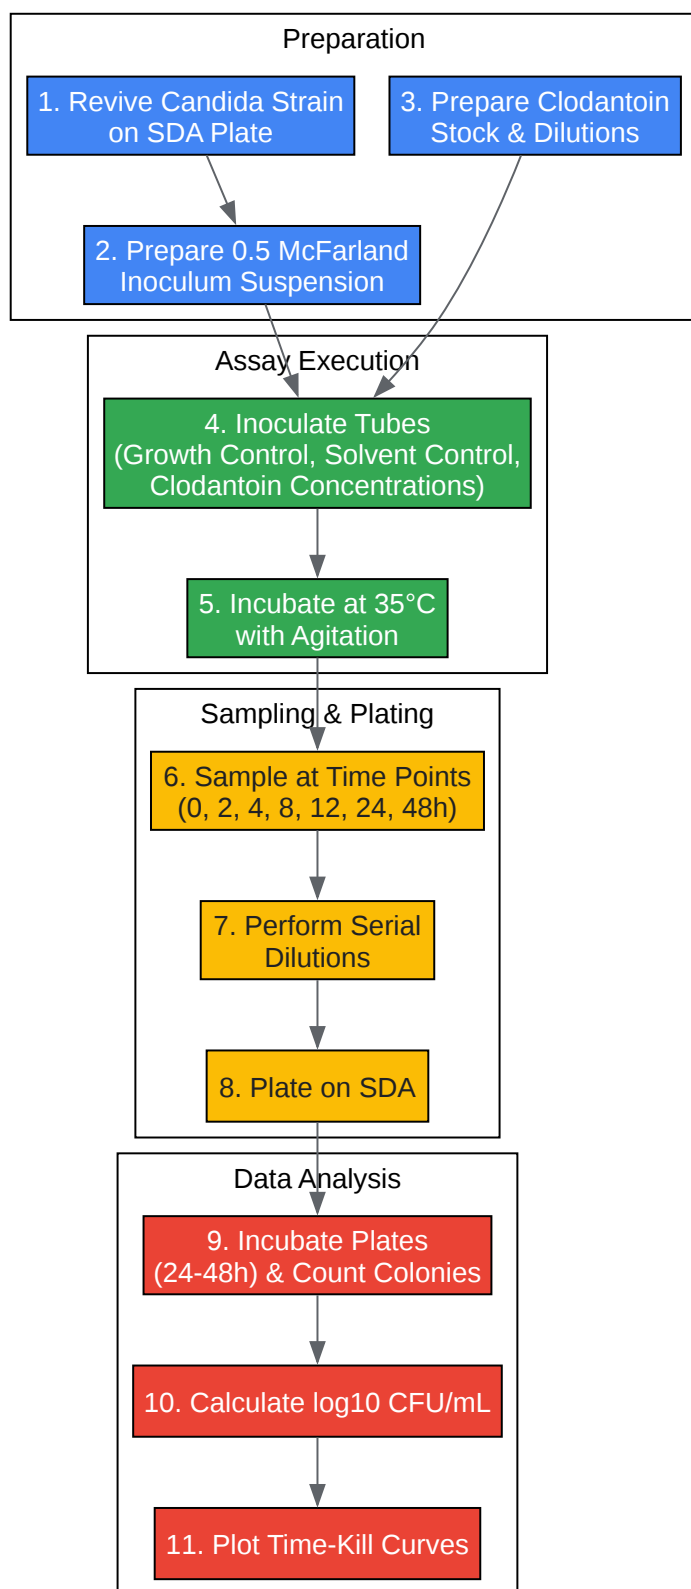 Preparation
1. Revive Candida Strain
on SDA Plate
3. Prepare Clodantoin
Stock & Dilutions
2. Prepare 0.5 McFarland
Inoculum Suspension
Assay Execution
4. Inoculate Tubes
(Growth Control, Solvent Control,
Clodantoin Concentrations)
5. Incubate at 35°C
with Agitation
Sampling & Plating
6. Sample at Time Points
(0, 2, 4, 8, 12, 24, 48h)
7. Perform Serial
Dilutions
8. Plate on SDA
Data Analysis
9. Incubate Plates
(24-48h) & Count Colonies
10. Calculate log10 CFU/mL
11. Plot Time-Kill Curves